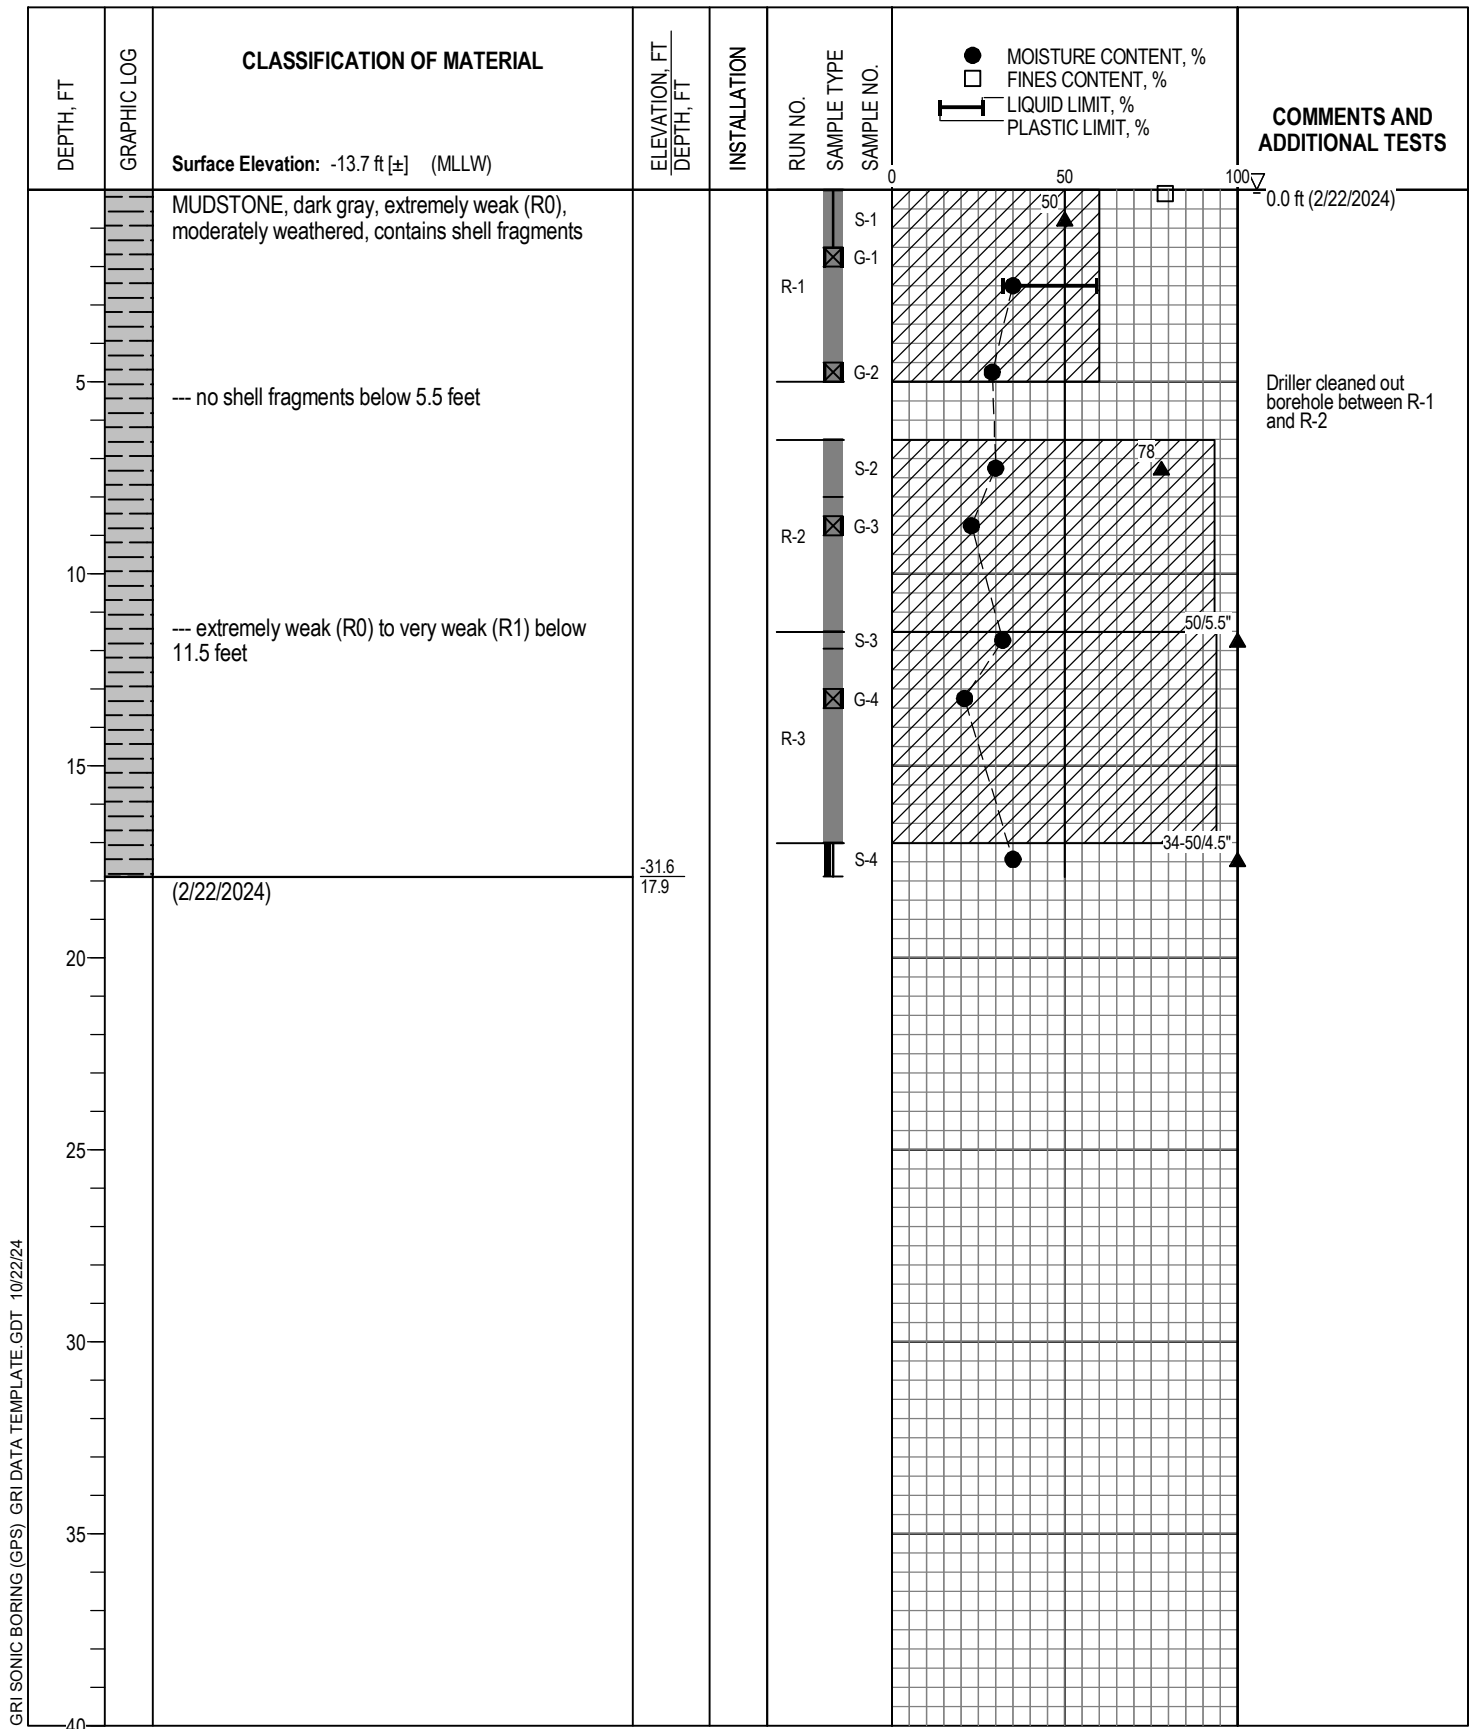 DEPTH, FT
GRAPHIC LOG
CLASSIFICATION OF MATERIAL
Surface Elevation: -13.7 ft [±] (MLLW)
ELEVATION, FT
DEPTH, FT
INSTALLATION
RUN NO.
SAMPLE TYPE
SAMPLE NO.
MOISTURE CONTENT, %
FINES CONTENT, %
LIQUID LIMIT, %
PLASTIC LIMIT, %
COMMENTS AND
ADDITIONAL TESTS
0 50 100
0.0 ft (2/22/2024)
MUDSTONE, dark gray, extremely weak (R0),
moderately weathered, contains shell fragments
S-1
50
G-1
R-1
G-2
5
--- no shell fragments below 5.5 feet
Driller cleaned out
borehole between R-1
and R-2
S-2
78
G-3
R-2
10
--- extremely weak (R0) to very weak (R1) below
11.5 feet
50/5.5"
S-3
G-4
R-3
15
34-50/4.5"
S-4
-31.6
17.9
(2/22/2024)
20
25
30
35
40
GRI SONIC BORING (GPS) GRI DATA TEMPLATE.GDT 10/22/24